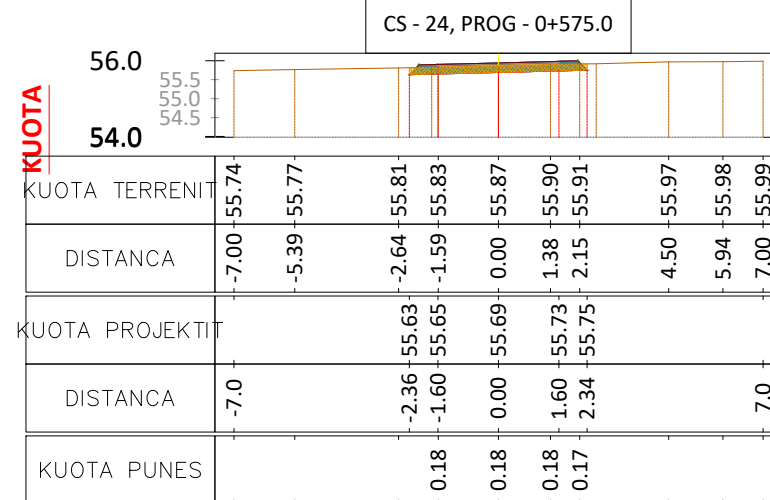 CS - 24, PROG - 0+575.0
KUOTA
56.0
55.5
55.0
54.5
54.0
KUOTA TERRENIT 55.74 55.77 55.81 55.83 55.87 55.90 55.91 55.97 55.98 55.99
DISTANCA -7.00 -5.39 -2.64 -1.59 0.00 1.38 2.15 4.50 5.94 7.00
KUOTA PROJEKTIT 55.63 55.65 55.69 55.73 55.75
DISTANCA -7.0 -2.36 -1.60 0.00 1.60 2.34 7.0
KUOTA PUNES 0.18 0.18 0.18 0.17